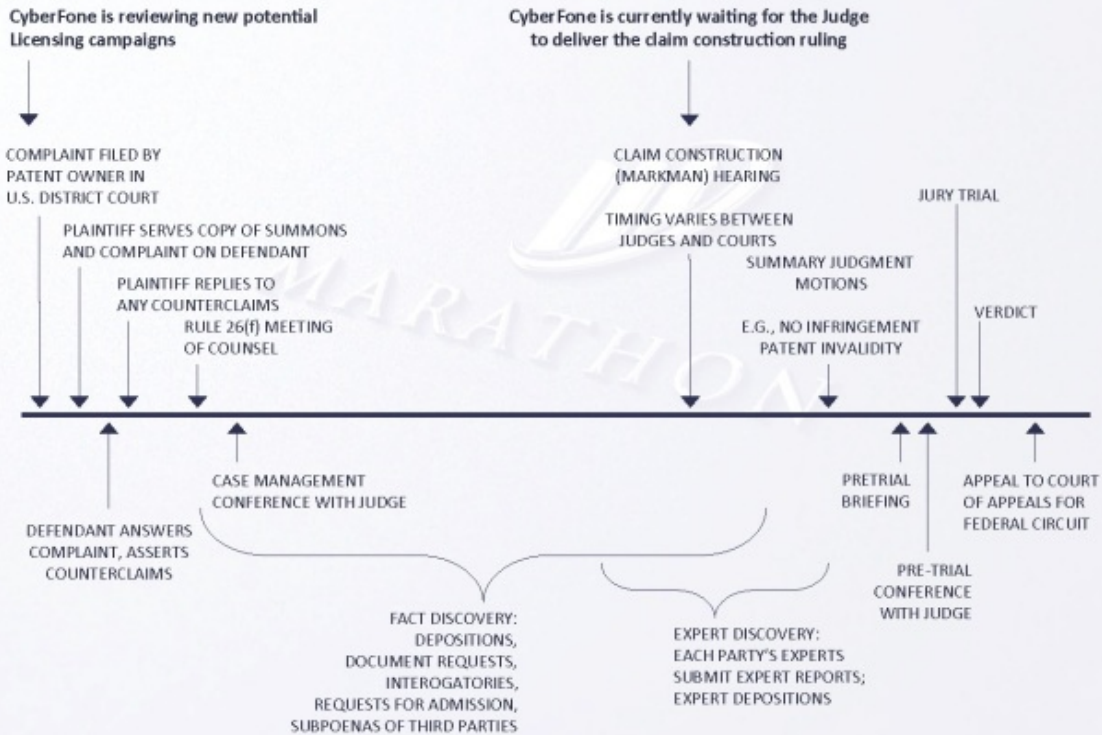 CyberFone is reviewing new potential
Licensing campaigns
CyberFone is currently waiting for the Judge
to deliver the claim construction ruling
COMPLAINT FILED BY
PATENT OWNER IN
U.S. DISTRICT COURT
PLAINTIFF SERVES COPY OF SUMMONS
AND COMPLAINT ON DEFENDANT
PLAINTIFF REPLIES TO
ANY COUNTERCLAIMS
RULE 26(f) MEETING
OF COUNSEL
CLAIM CONSTRUCTION
(MARKMAN) HEARING
TIMING VARIES BETWEEN
JUDGES AND COURTS
SUMMARY JUDGMENT
MOTIONS
E.G., NO INFRINGEMENT
PATENT INVALIDITY
JURY TRIAL
VERDICT
MARATHON
DEFENDANT ANSWERS
COMPLAINT, ASSERTS
COUNTERCLAIMS
CASE MANAGEMENT
CONFERENCE WITH JUDGE
FACT DISCOVERY:
DEPOSITIONS,
DOCUMENT REQUESTS,
INTEROGATORIES,
REQUESTS FOR ADMISSION,
SUBPOENAS OF THIRD PARTIES
EXPERT DISCOVERY:
EACH PARTY'S EXPERTS
SUBMIT EXPERT REPORTS;
EXPERT DEPOSITIONS
PRETRIAL
BRIEFING
PRE-TRIAL
CONFERENCE
WITH JUDGE
APPEAL TO COURT
OF APPEALS FOR
FEDERAL CIRCUIT